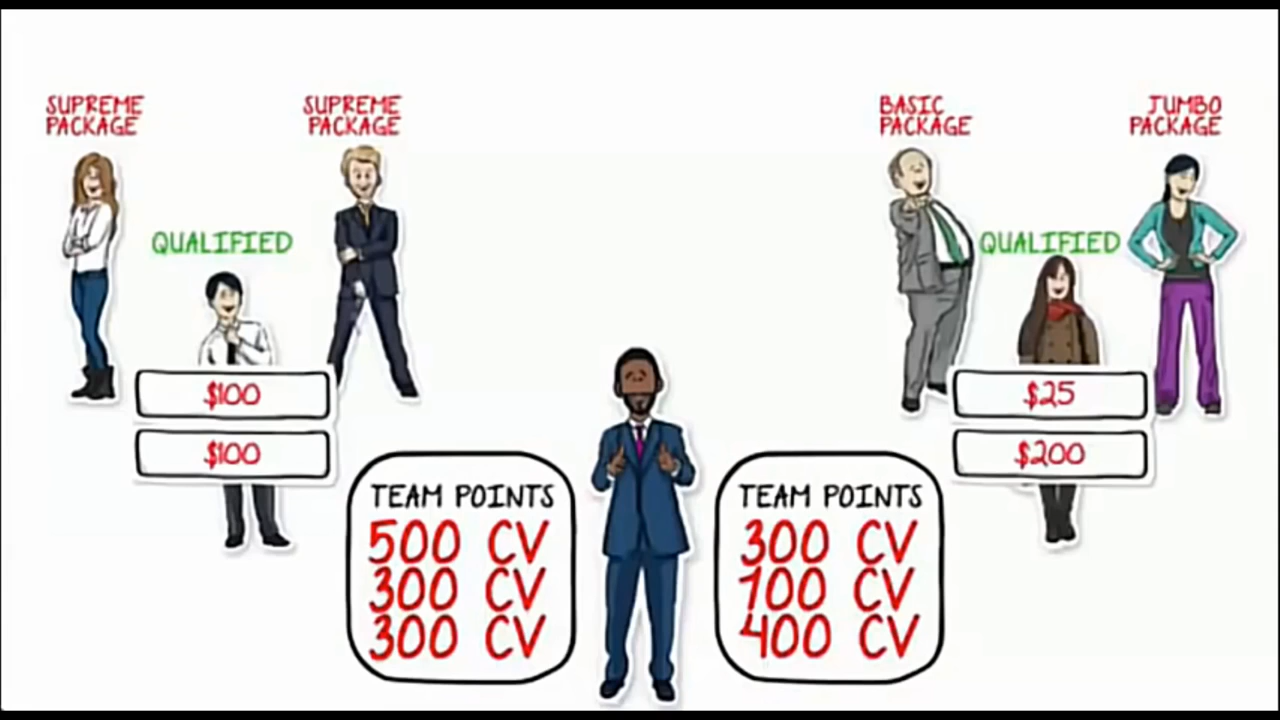 SUPREME
PACKAGE
SUPREME
PACKAGE
QUALIFIED
$100
$100
BASIC
PACKAGE
JUMBO
PACKAGE
QUALIFIED
$25
$200
TEAM POINTS
500 CV
300 CV
300 CV
TEAM POINTS
300 CV
100 CV
400 CV